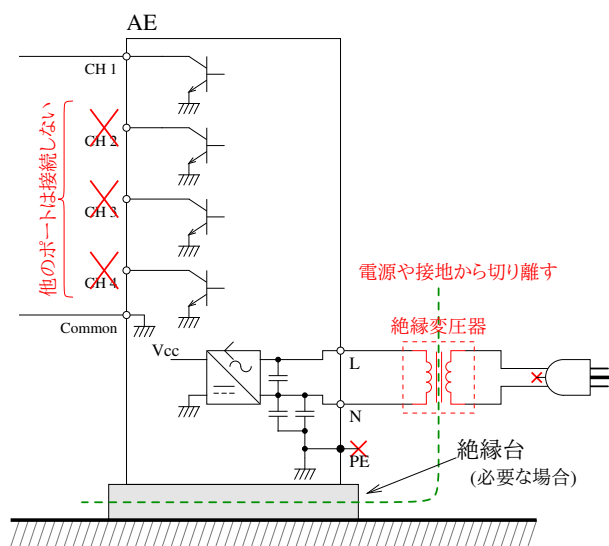 AE
CH 1
CH 2
CH 3
CH 4
他のポートは接続しない
Common
電源や接地から切り離す
絶縁変圧器
Vcc
L
N
PE
絶縁台
(必要な場合)